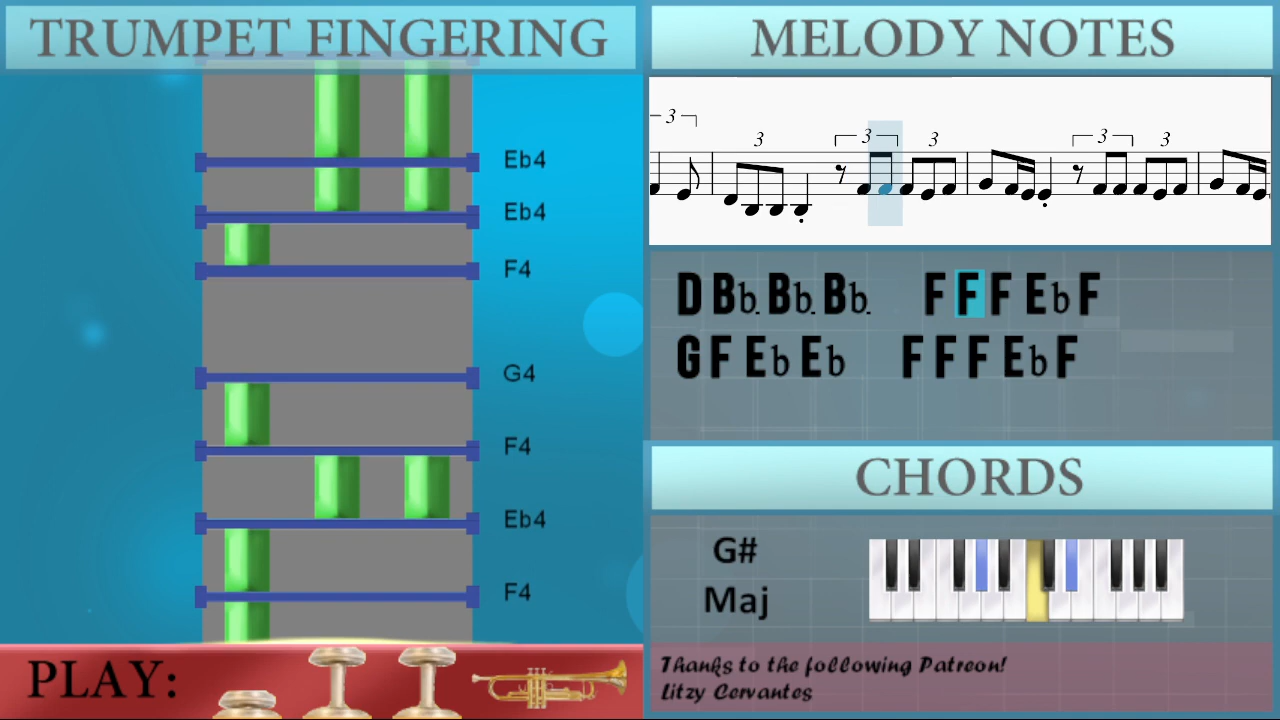 TRUMPET FINGERING
Eb4
Eb4
F4
G4
F4
Eb4
F4
PLAY:
MELODY NOTES
3 3 3 3 3 3
D Bb. Bb. Bb. F F F Eb F
G F Eb Eb F F F Eb F
CHORDS
G#
Maj
Thanks to the following Patreon!
Litzy Cervantes